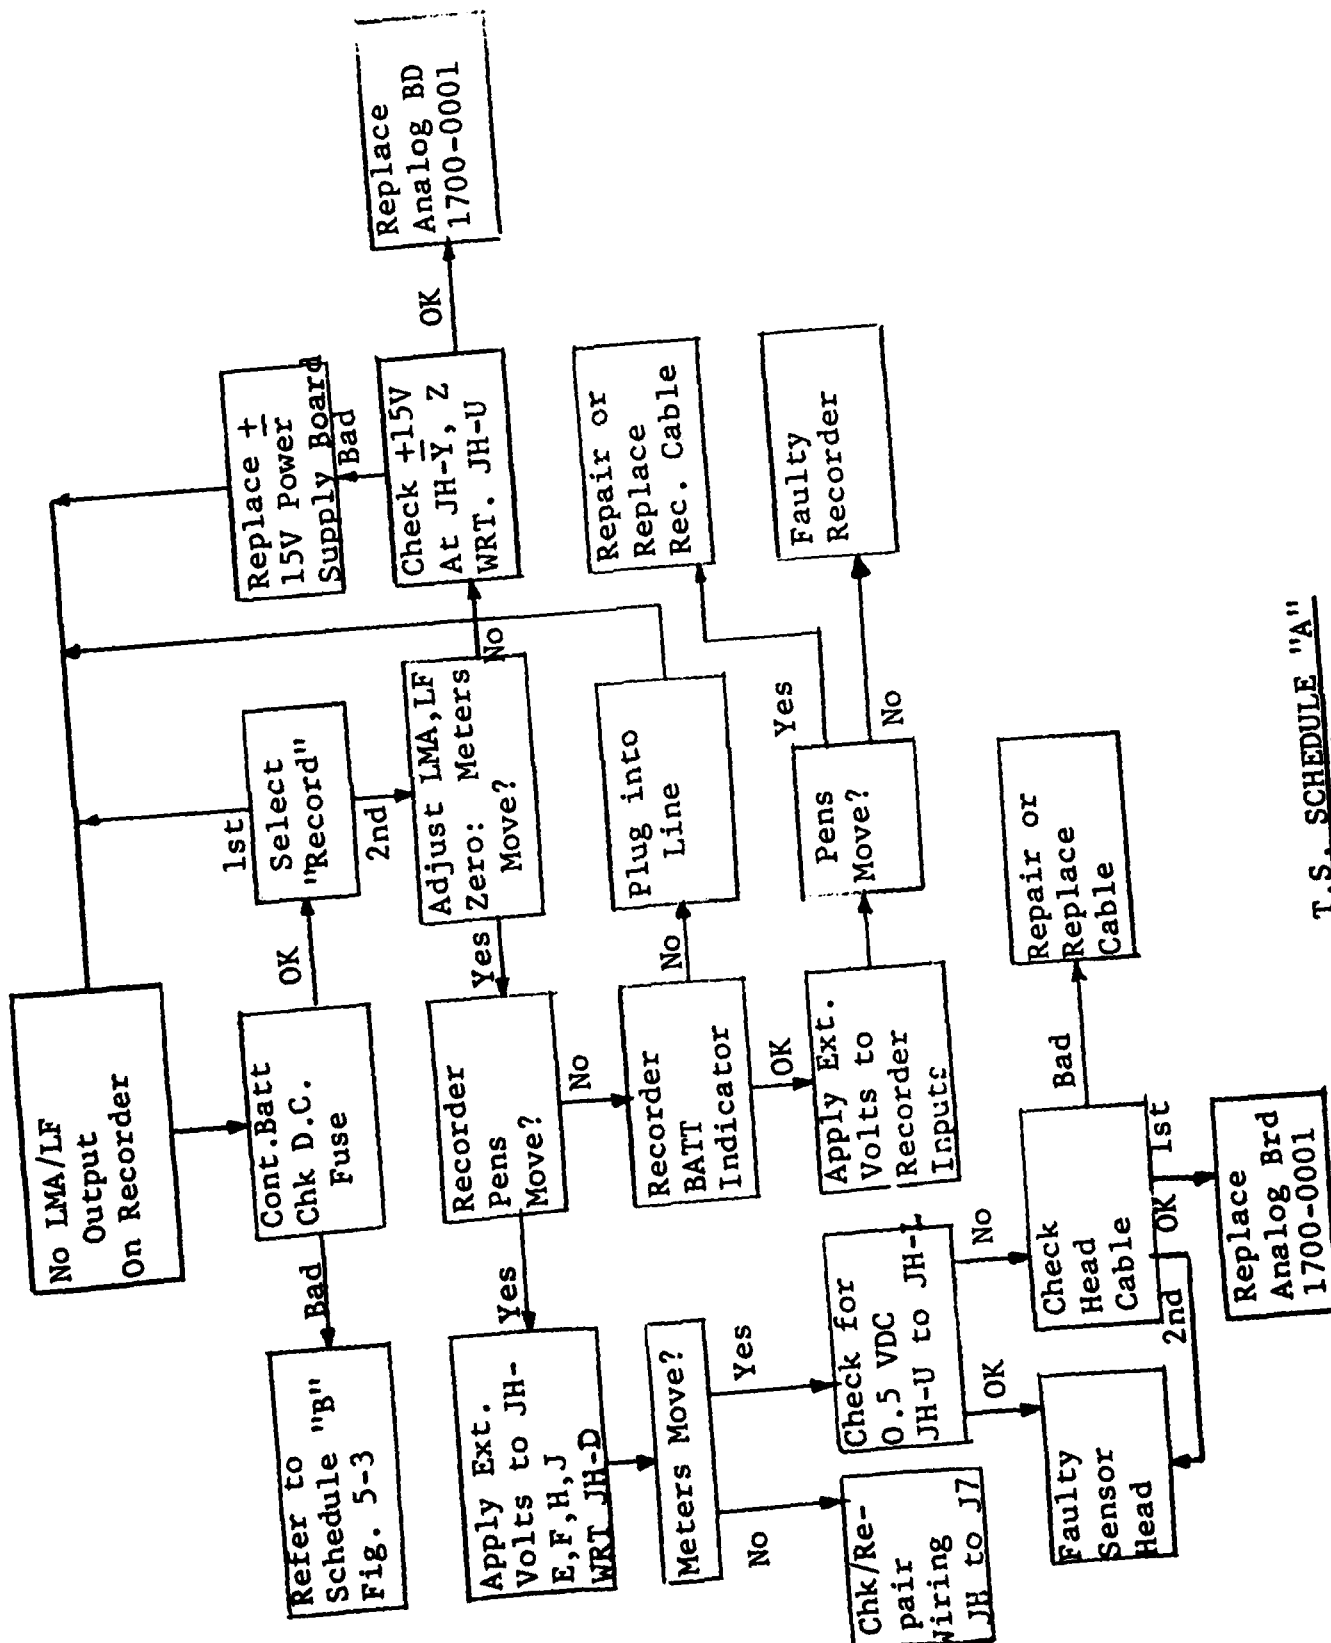 No LMA/LF
Output
On Recorder
Cont.Batt
Chk D.C.
Fuse
Bad
OK
Refer to
Schedule "B"
Fig. 5-3
Select
"Record"
1st
2nd
Adjust LMA,LF
Zero: Meters
Move?
Yes
No
Check ±15V
At JH-Y, Z
WRT. JH-U
Bad
OK
Replace ±
15V Power
Supply Board
Replace
Analog BD
1700-0001
Recorder
Pens
Move?
Yes
No
Recorder
BATT
Indicator
No
OK
Plug into
Line
Apply Ext.
Volts to
Recorder
Inputs
Pens
Move?
Yes
No
Repair or
Replace
Rec. Cable
Faulty
Recorder
Apply Ext.
Volts to JH-
E,F,H,J
WRT JH-D
Meters Move?
Yes
No
Chk/Re-
pair
Wiring
JH to J7
Check for
0.5 VDC
JH-U to JH-
No
OK
Check
Head
Cable
Bad
1st
OK
2nd
Repair or
Replace
Cable
Replace
Analog Brd
1700-0001
Faulty
Sensor
Head
T.S. SCHEDULE "A"